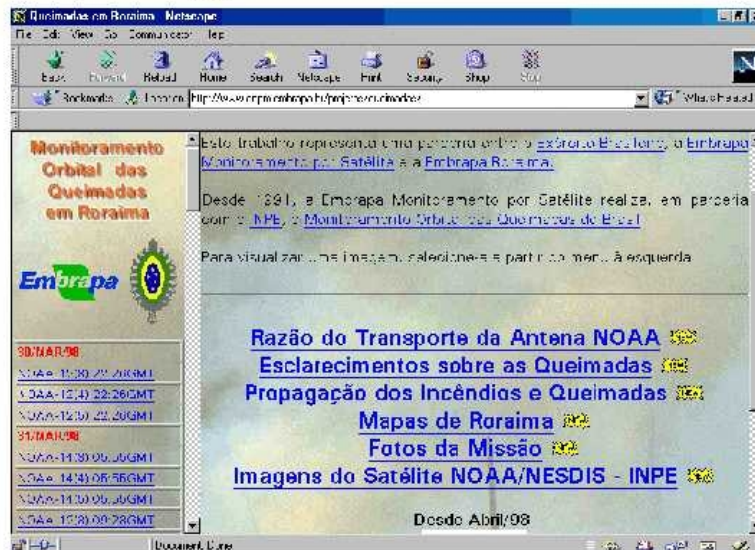 Queimadas em Roraima - Netscape
File Edit View Go Communicator Help
Back Forward Reload Home Search Netscape Print Security Shop Stop
Bookmarks Location http://www.cnpm.embrapa.br/projetos/queimadas/
Monitoramento
Orbital das
Queimadas
em Roraima
Embrapa
30/MAR/98
NOAA-12(4) 22:26GMT
NOAA-12(5) 22:26GMT
31/MAR/98
NOAA-14(4) 05:55GMT
Este trabalho representa uma parceria entre o Exército Brasileiro, a Embrapa
Monitoramento por Satélite e a Embrapa Roraima.
Desde 1991, a Embrapa Monitoramento por Satélite realiza, em parceria
com o INPE, o Monitoramento Orbital das Queimadas do Brasil
Para visualizar uma imagem, selecione-a a partir do menu à esquerda
Razão do Transporte da Antena NOAA
Esclarecimentos sobre as Queimadas
Propagação dos Incêndios e Queimadas
Mapas de Roraima
Fotos da Missão
Imagens do Satélite NOAA/NESDIS - INPE
Desde Abril/98
Document: Done